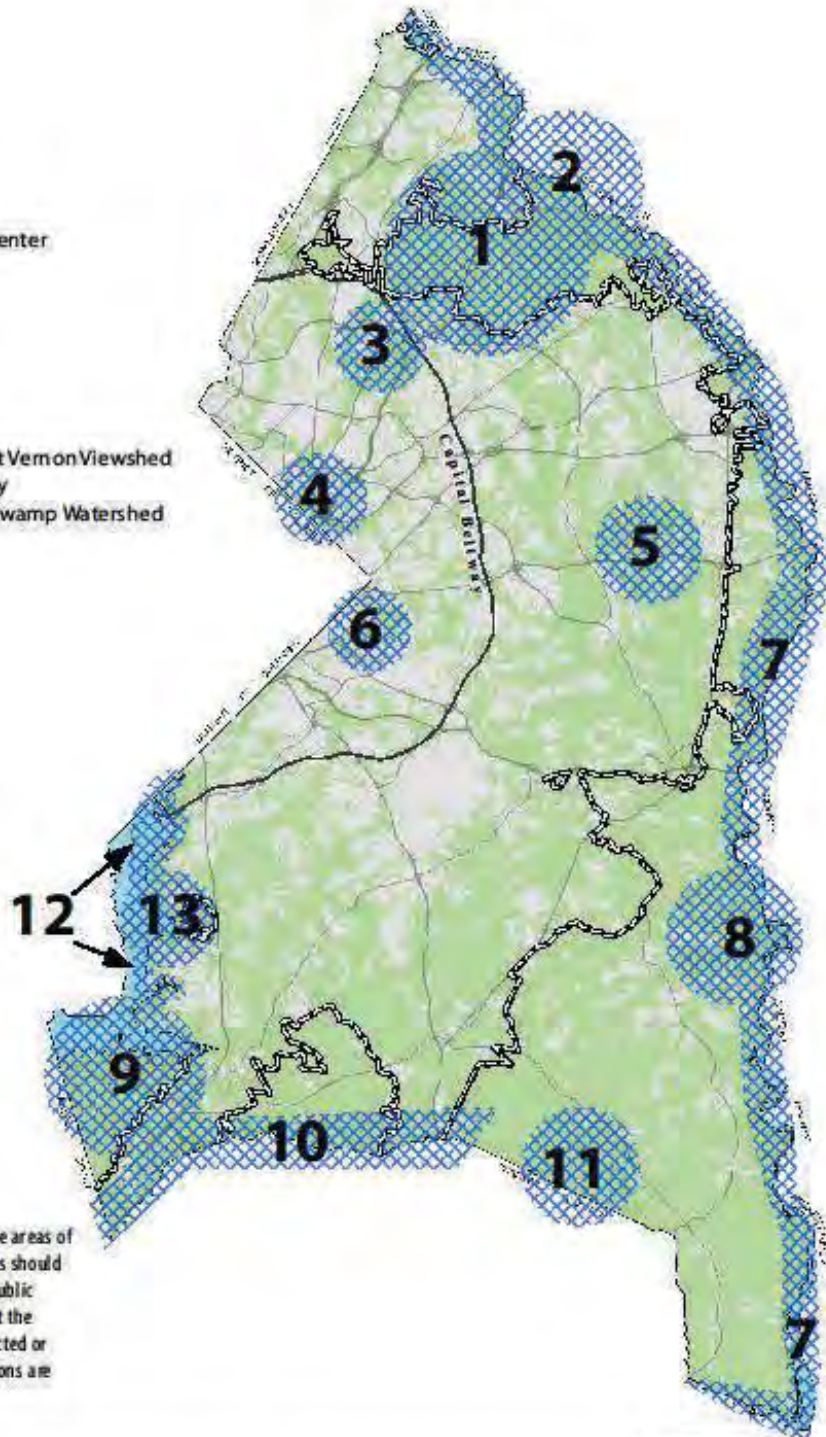 enter
t Vernon Viewshed
y
wamp Watershed
2
1
3
Capital Beltway
4
5
6
7
12
13
8
9
10
11
e areas of
s should
ublic
t the
cted or
ons are
7